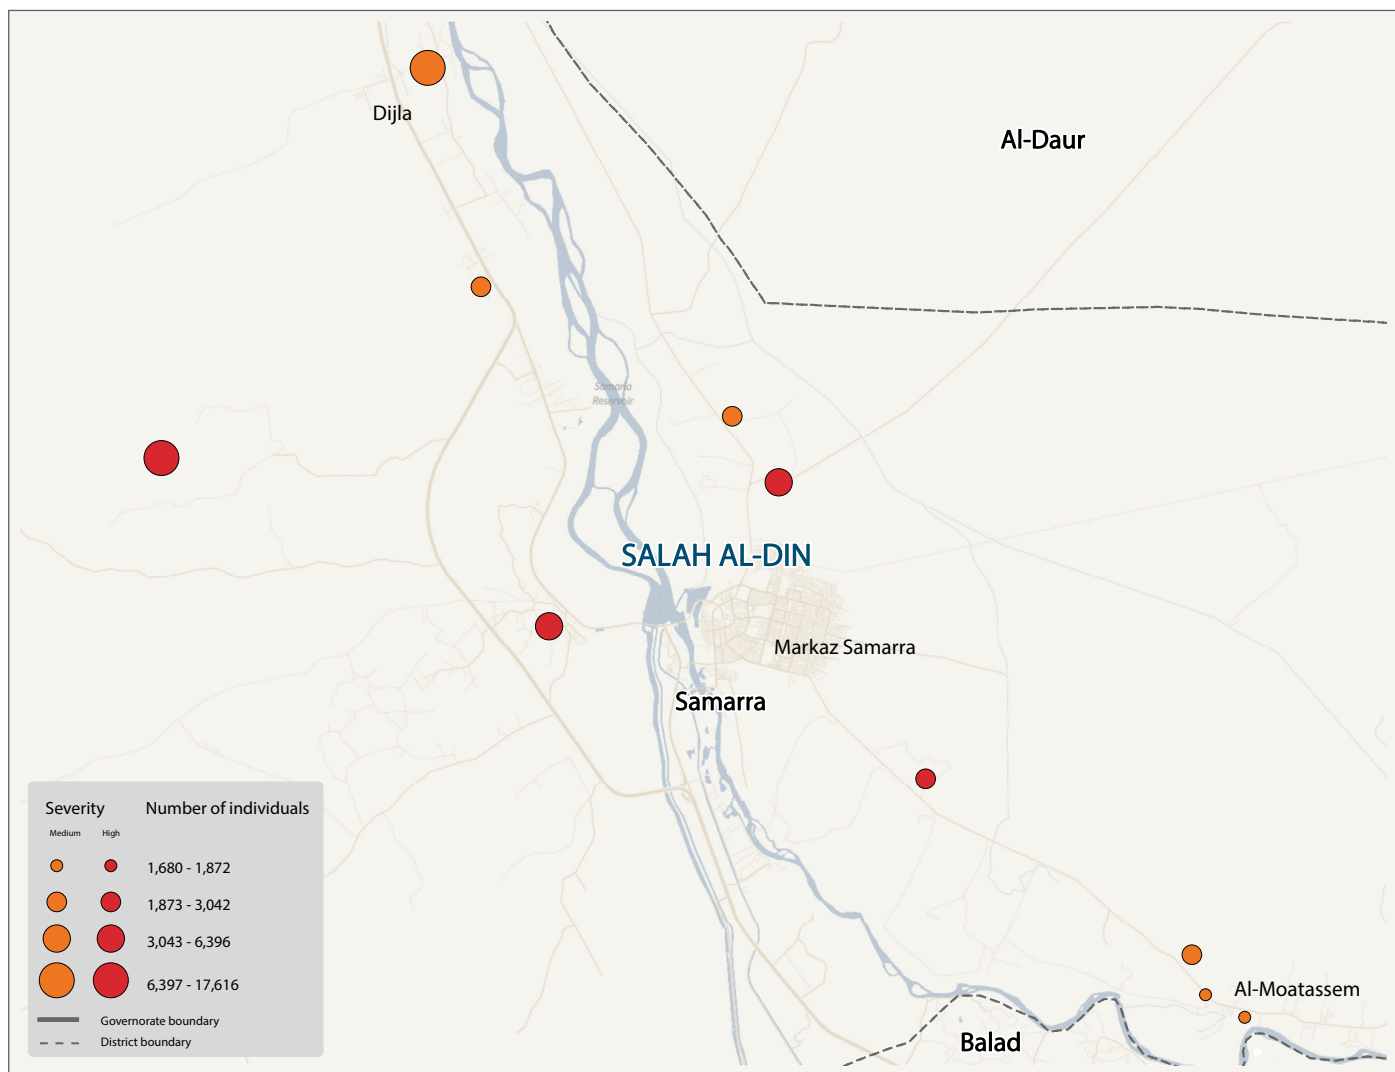 Dijla
Al-Daur
Samarra
Reservoir
SALAH AL-DIN
Markaz Samarra
Samarra
Al-Moatassem
Balad
Severity
Number of individuals
Medium
High
1,680 - 1,872
1,873 - 3,042
3,043 - 6,396
6,397 - 17,616
Governorate boundary
District boundary